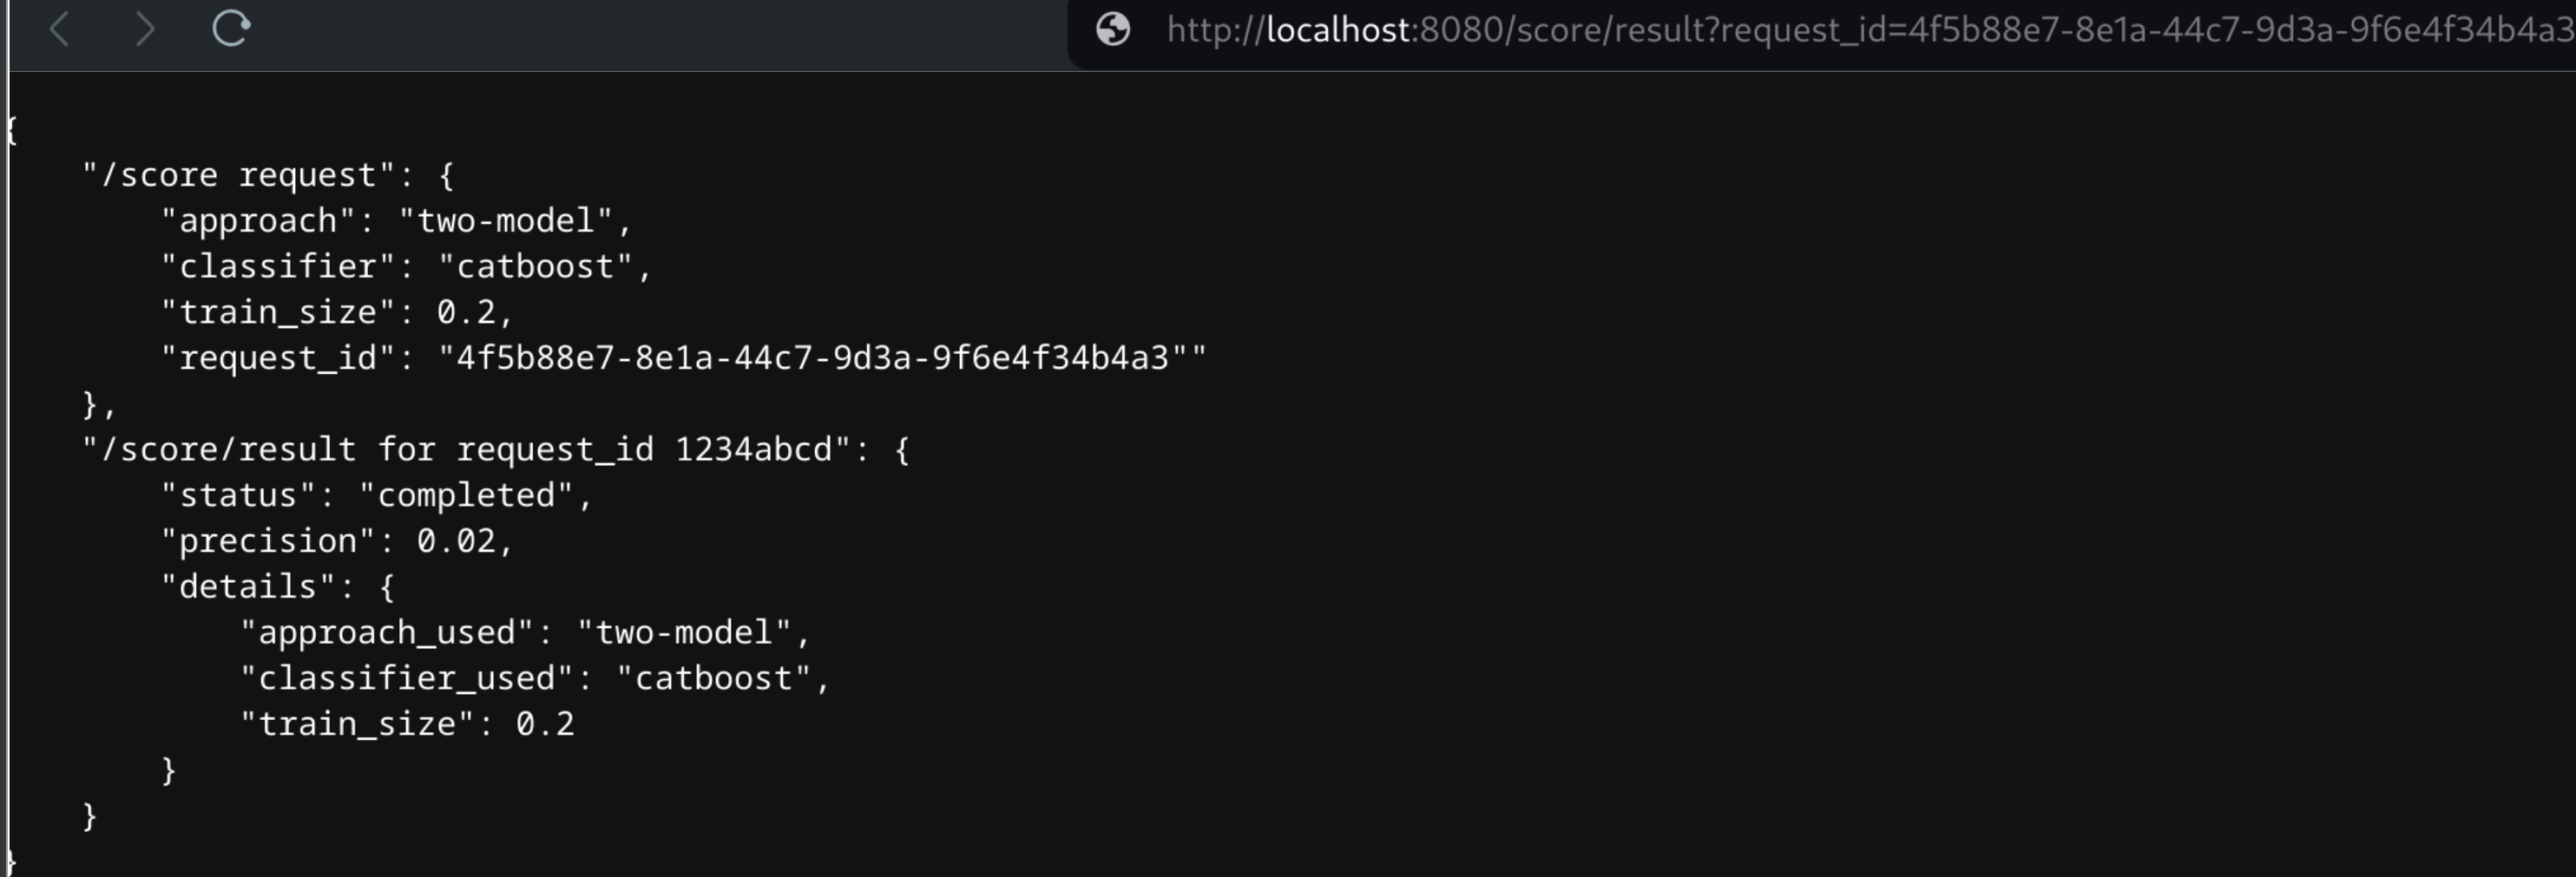 http://localhost:8080/score/result?request_id=4f5b88e7-8e1a-44c7-9d3a-9f6e4f34b4a3
{
    "/score request": {
        "approach": "two-model",
        "classifier": "catboost",
        "train_size": 0.2,
        "request_id": "4f5b88e7-8e1a-44c7-9d3a-9f6e4f34b4a3""
    },
    "/score/result for request_id 1234abcd": {
        "status": "completed",
        "precision": 0.02,
        "details": {
            "approach_used": "two-model",
            "classifier_used": "catboost",
            "train_size": 0.2
        }
    }
}